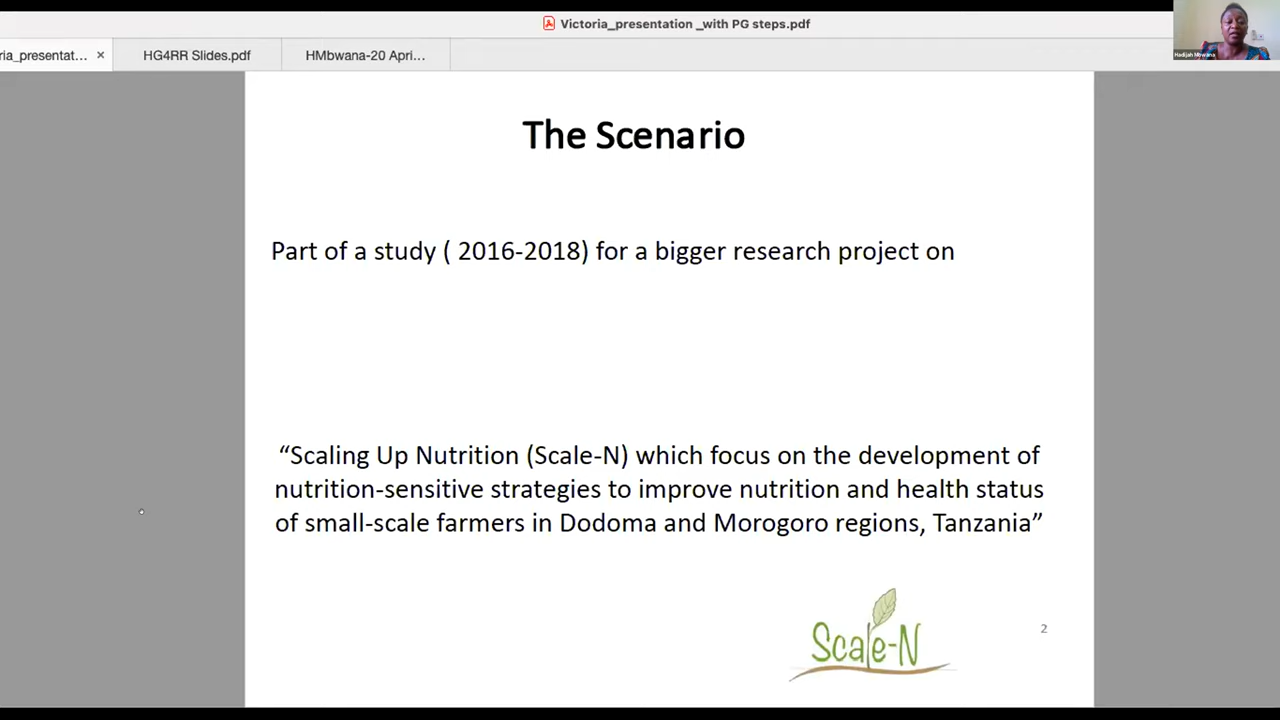 Victoria_presentation _with PG steps.pdf
ria_presentat... ×
HG4RR Slides.pdf
HMbwana-20 Apri...
Hadijah Mbwana
The Scenario
Part of a study ( 2016-2018) for a bigger research project on
“Scaling Up Nutrition (Scale-N) which focus on the development of
nutrition-sensitive strategies to improve nutrition and health status
of small-scale farmers in Dodoma and Morogoro regions, Tanzania”
Scale-N
2